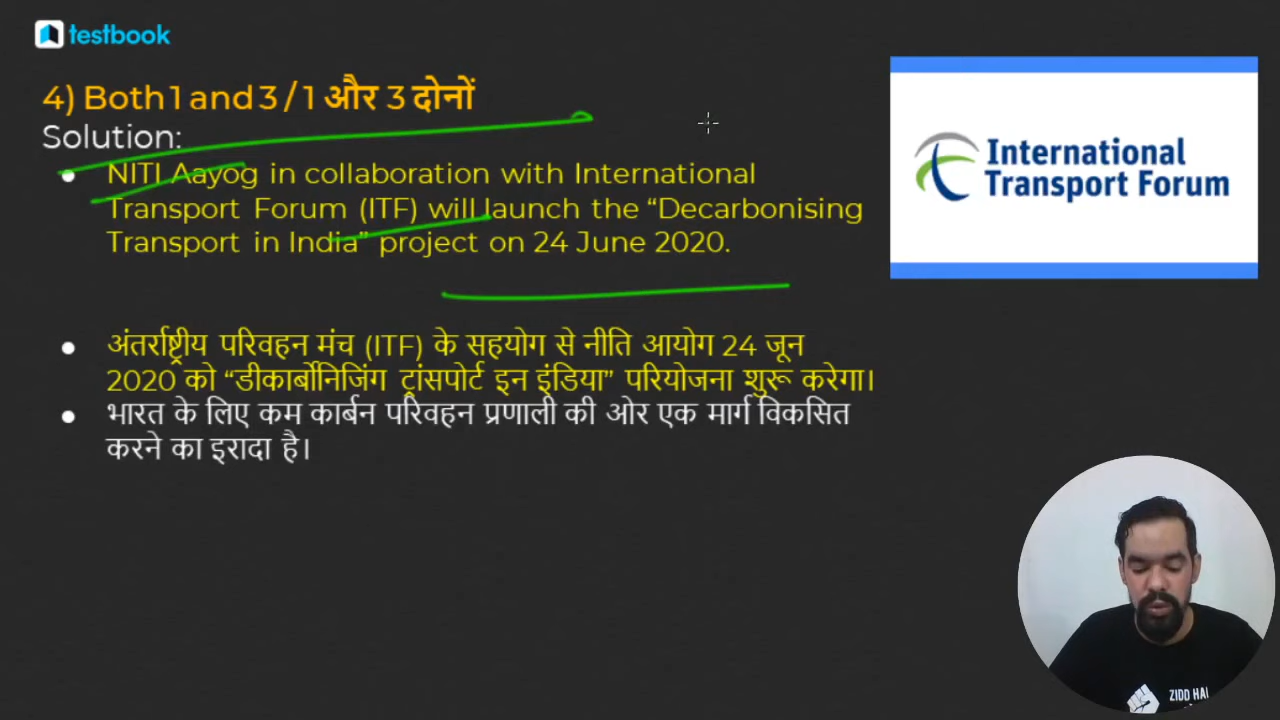 testbook
4) Both 1 and 3 / 1 और 3 दोनों
Solution:
● NITI Aayog in collaboration with International
Transport Forum (ITF) will launch the “Decarbonising
Transport in India” project on 24 June 2020.
● अंतर्राष्ट्रीय परिवहन मंच (ITF) के सहयोग से नीति आयोग 24 जून
2020 को “डीकार्बोनिजिंग ट्रांसपोर्ट इन इंडिया” परियोजना शुरू करेगा।
● भारत के लिए कम कार्बन परिवहन प्रणाली की ओर एक मार्ग विकसित
करने का इरादा है।
International
Transport Forum
ZIDD HAI